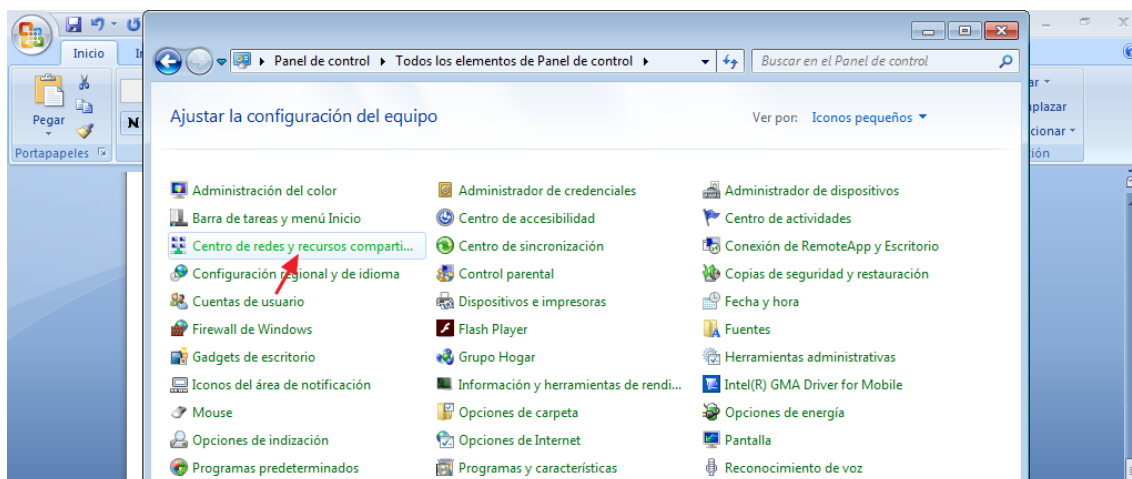 Inicio
Panel de control Todos los elementos de Panel de control
Buscar en el Panel de control
Pegar
N
Portapapeles
Ajustar la configuración del equipo
Ver por: Iconos pequeños
Administración del color
Administrador de credenciales
Administrador de dispositivos
Barra de tareas y menú Inicio
Centro de accesibilidad
Centro de actividades
Centro de redes y recursos comparti...
Centro de sincronización
Conexión de RemoteApp y Escritorio
Configuración regional y de idioma
Control parental
Copias de seguridad y restauración
Cuentas de usuario
Dispositivos e impresoras
Fecha y hora
Firewall de Windows
Flash Player
Fuentes
Gadgets de escritorio
Grupo Hogar
Herramientas administrativas
Iconos del área de notificación
Información y herramientas de rendi...
Intel(R) GMA Driver for Mobile
Mouse
Opciones de carpeta
Opciones de energía
Opciones de indización
Opciones de Internet
Pantalla
Programas predeterminados
Programas y características
Reconocimiento de voz